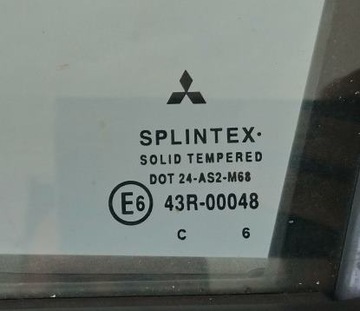 SPLINTEX·
SOLID TEMPERED
DOT 24-AS2-M68
E6 43R-00048
C 6